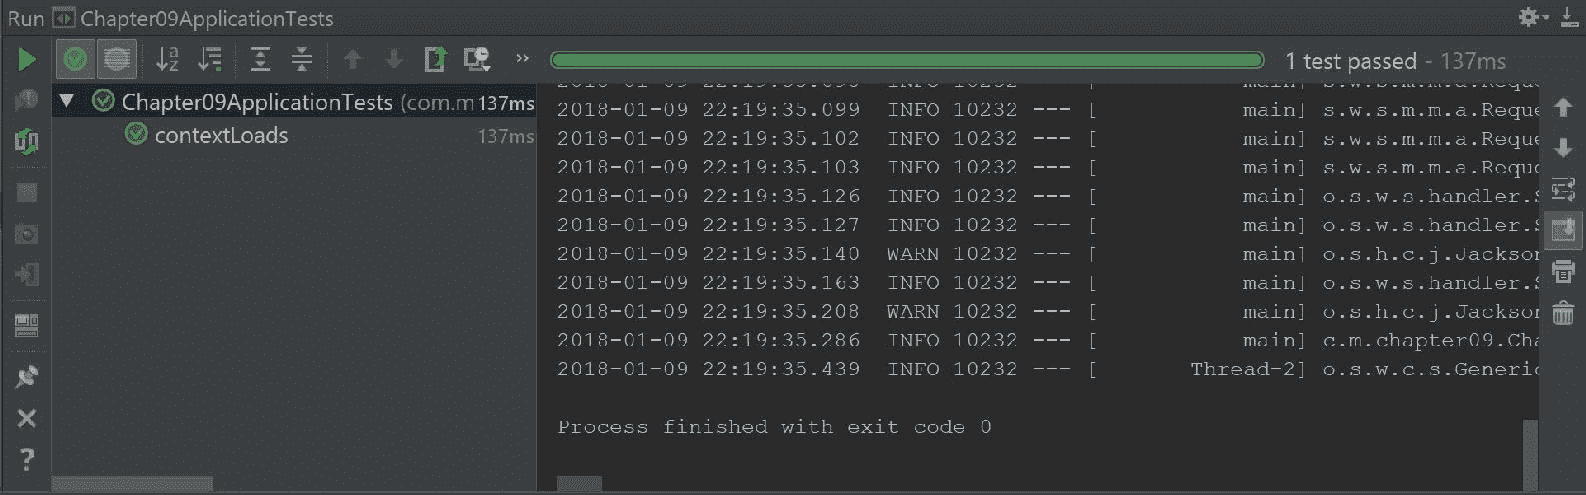 Run Chapter09ApplicationTests
1 test passed - 137ms
Chapter09ApplicationTests (com.m 137ms
contextLoads 137ms
2018-01-09 22:19:35.099 INFO 10232 --- [ main] s.w.s.m.m.a.Reque
2018-01-09 22:19:35.102 INFO 10232 --- [ main] s.w.s.m.m.a.Reque
2018-01-09 22:19:35.103 INFO 10232 --- [ main] s.w.s.m.m.a.Reque
2018-01-09 22:19:35.126 INFO 10232 --- [ main] o.s.w.s.handler.S
2018-01-09 22:19:35.127 INFO 10232 --- [ main] o.s.w.s.handler.S
2018-01-09 22:19:35.140 WARN 10232 --- [ main] o.s.h.c.j.Jackson
2018-01-09 22:19:35.163 INFO 10232 --- [ main] o.s.w.s.handler.S
2018-01-09 22:19:35.208 WARN 10232 --- [ main] o.s.h.c.j.Jackson
2018-01-09 22:19:35.286 INFO 10232 --- [ main] c.m.chapter09.Cha
2018-01-09 22:19:35.439 INFO 10232 --- [ Thread-2] o.s.w.c.s.Generic
Process finished with exit code 0